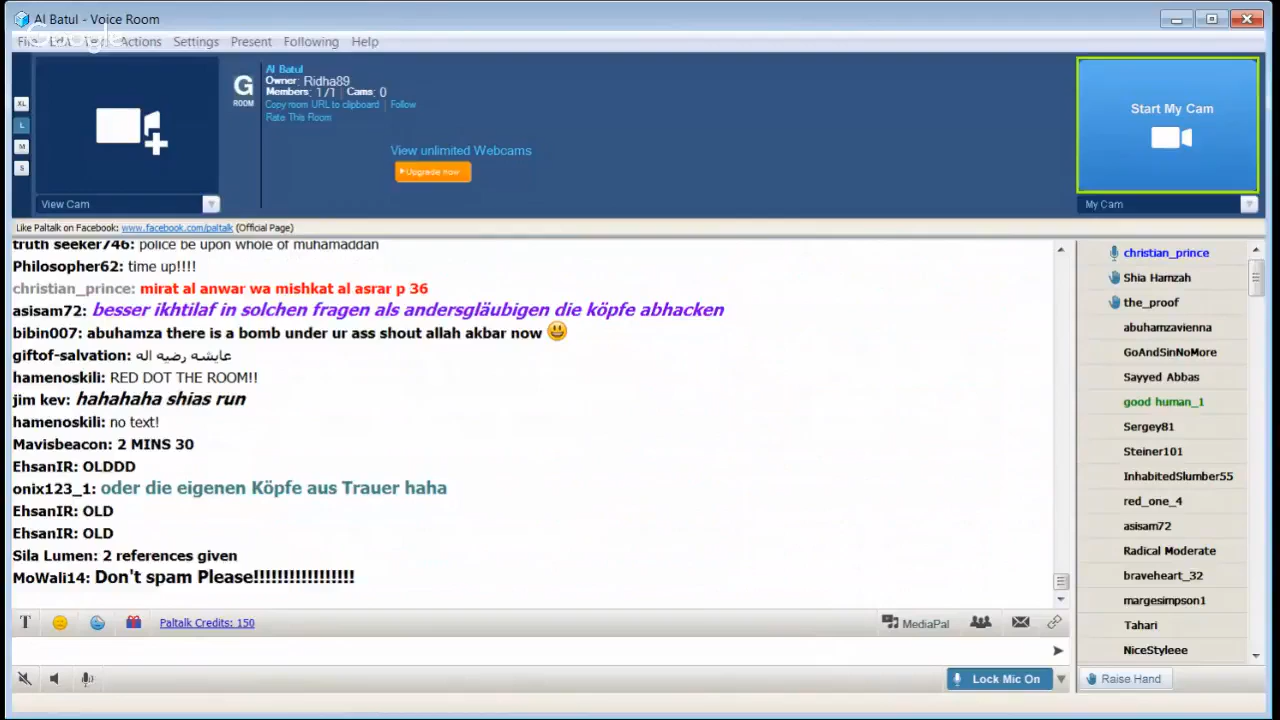 Al Batul - Voice Room
Google
Actions Settings Present Following Help
G
ROOM
Al Batul
Owner: Ridha89
Members: 171 Cams: 0
Copy room URL to clipboard | Follow
Rate This Room
View unlimited Webcams
Upgrade now
Start My Cam
XL
L
M
S
View Cam
My Cam
Like Paltalk on Facebook: www.facebook.com/paltalk (Official Page)
truth seeker746: police be upon whole of muhamaddan
Philosopher62: time up!!!!
christian_prince: mirat al anwar wa mishkat al asrar p 36
asisam72: besser ikhtilaf in solchen fragen als andersgläubigen die köpfe abhacken
bibin007: abuhamza there is a bomb under ur ass shout allah akbar now
giftof-salvation: عايشه رضيه اله
hamenoskili: RED DOT THE ROOM!!
jim kev: hahahaha shias run
hamenoskili: no text!
Mavisbeacon: 2 MINS 30
EhsanIR: OLDDD
onix123_1: oder die eigenen Köpfe aus Trauer haha
EhsanIR: OLD
EhsanIR: OLD
Sila Lumen: 2 references given
MoWali14: Don't spam Please!!!!!!!!!!!!!!!!!
christian_prince
Shia Hamzah
the_proof
abuhamzavienna
GoAndSinNoMore
Sayyed Abbas
good human_1
Sergey81
Steiner101
InhabitedSlumber55
red_one_4
asisam72
Radical Moderate
braveheart_32
margesimpson1
Tahari
NiceStyleee
T
Paltalk Credits: 150
MediaPal
Lock Mic On
Raise Hand